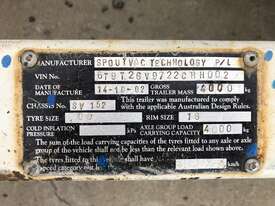 MANUFACTURER SPOUTVAC TECHNOLOGY P/L
VIN No.
DATE OF MANUFACTURE 14-10-02 GROSS TRAILER MASS 4000 kg
This trailer was manufactured to comply with the applicable Australian Design Rules.
CHASSIS No. SV 152
TYRE SIZE RIM SIZE 16
COLD INFLATION PRESSURE kPa AXLE GROUP LOAD CARRYING CAPACITY 4000 kg
The sum of the load carrying capacities of the tyres fitted to any axle or axle
group of the vehicle shall not be less than the relevant load shown above.
The tyres fitted to this vehicle shall
speed category km/h